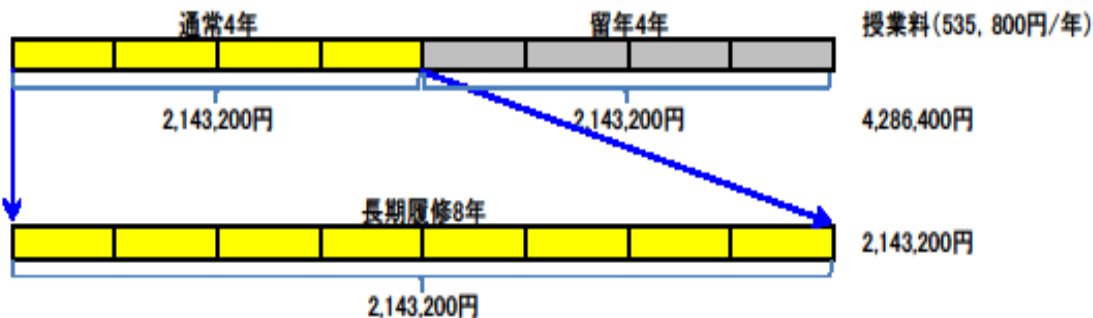 通常4年 留年4年 授業料(535, 800円/年)
2,143,200円 2,143,200円 4,286,400円
長期履修8年
2,143,200円
2,143,200円